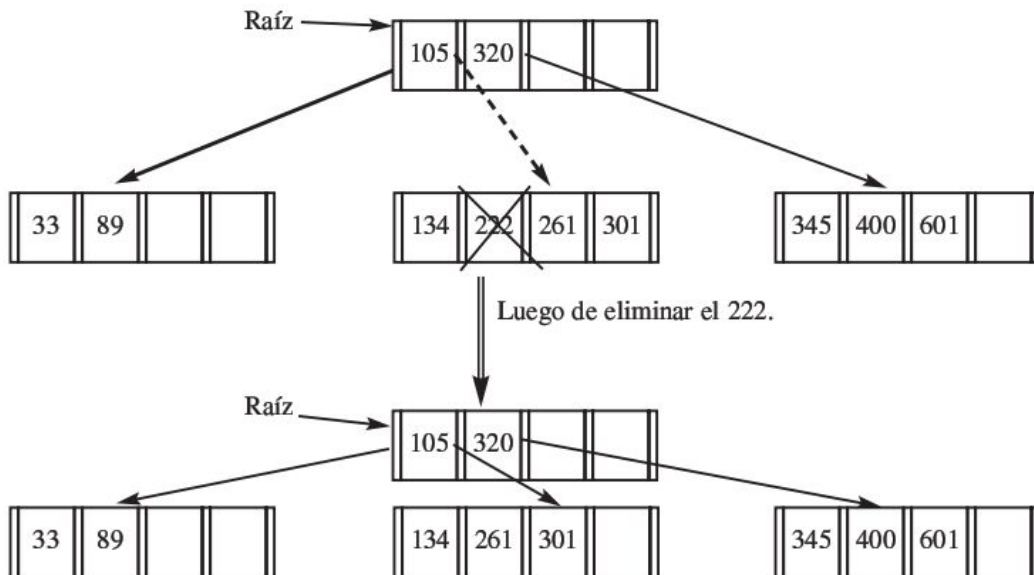 Raíz
105 320
33 89 134 222 261 301 345 400 601
Luego de eliminar el 222.
Raíz
105 320
33 89 134 261 301 345 400 601